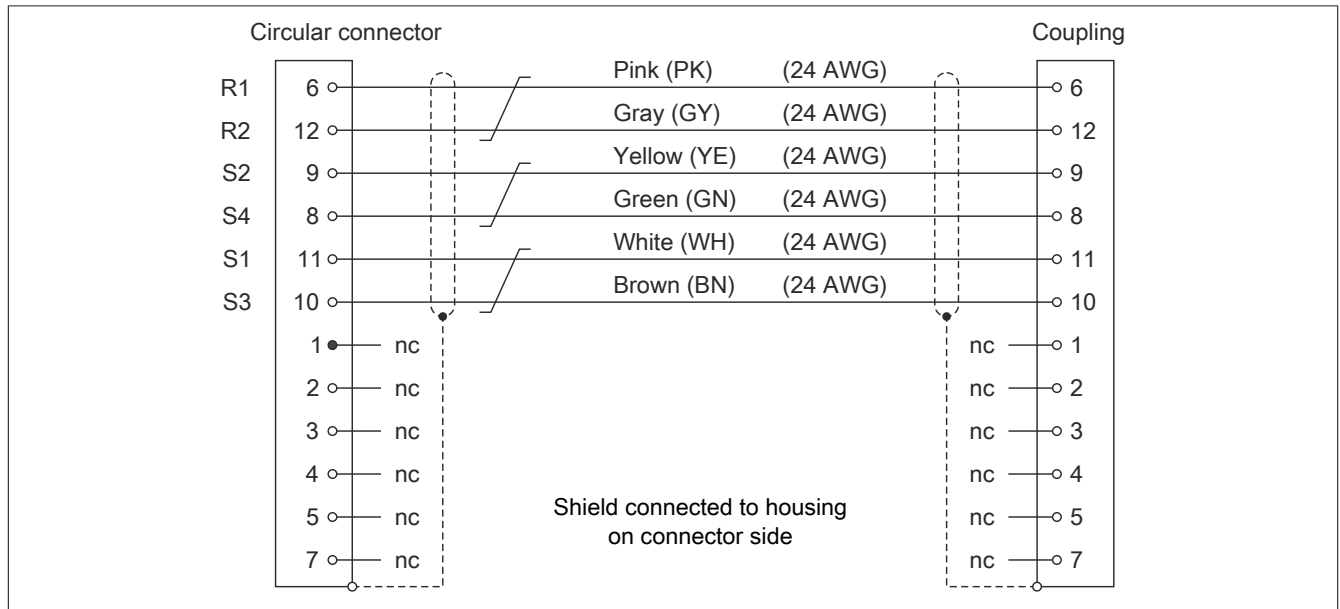 Circular connector Coupling
R1 6 Pink (PK) (24 AWG) 6
R2 12 Gray (GY) (24 AWG) 12
S2 9 Yellow (YE) (24 AWG) 9
S4 8 Green (GN) (24 AWG) 8
S1 11 White (WH) (24 AWG) 11
S3 10 Brown (BN) (24 AWG) 10
1 nc nc 1
2 nc nc 2
3 nc nc 3
4 nc nc 4
5 nc nc 5
7 nc nc 7
Shield connected to housing
on connector side